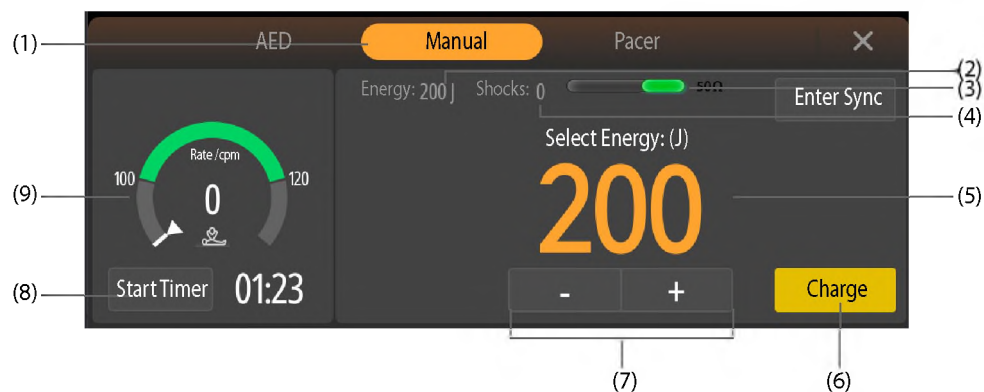 (1) AED Manual Pacer
(2)
Energy: 200 J Shocks: 0 50Ω (3)
Enter Sync
(4)
Select Energy: (J)
Rate /cpm
100 120
(9) 0 200 (5)
(8) Start Timer 01:23 - + Charge
(7) (6)